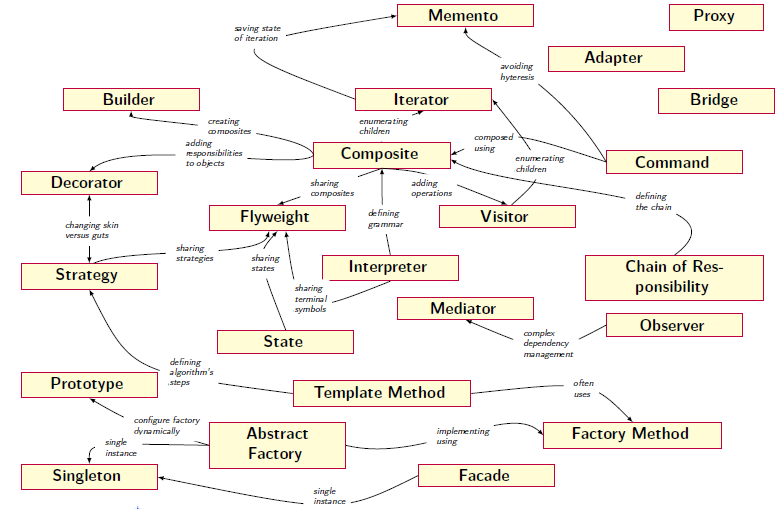 Memento
Proxy
saving state
of iteration
Adapter
avoiding
hyteresis
Builder
Iterator
Bridge
creating
composites
enumerating
children
adding
responsibilities
to objects
composed
using
Composite
enumerating
children
Command
Decorator
sharing
composites
adding
operations
defining
the chain
Flyweight
defining
grammar
Visitor
changing skin
versus guts
sharing
strategies
sharing
states
Strategy
Interpreter
Chain of Res-
ponsibility
sharing
terminal
symbols
Mediator
Observer
State
complex
dependency
management
defining
algorithm's
steps
Prototype
Template Method
often
uses
configure factory
dynamically
single
instance
Abstract
Factory
implementing
using
Factory Method
Singleton
Facade
single
instance